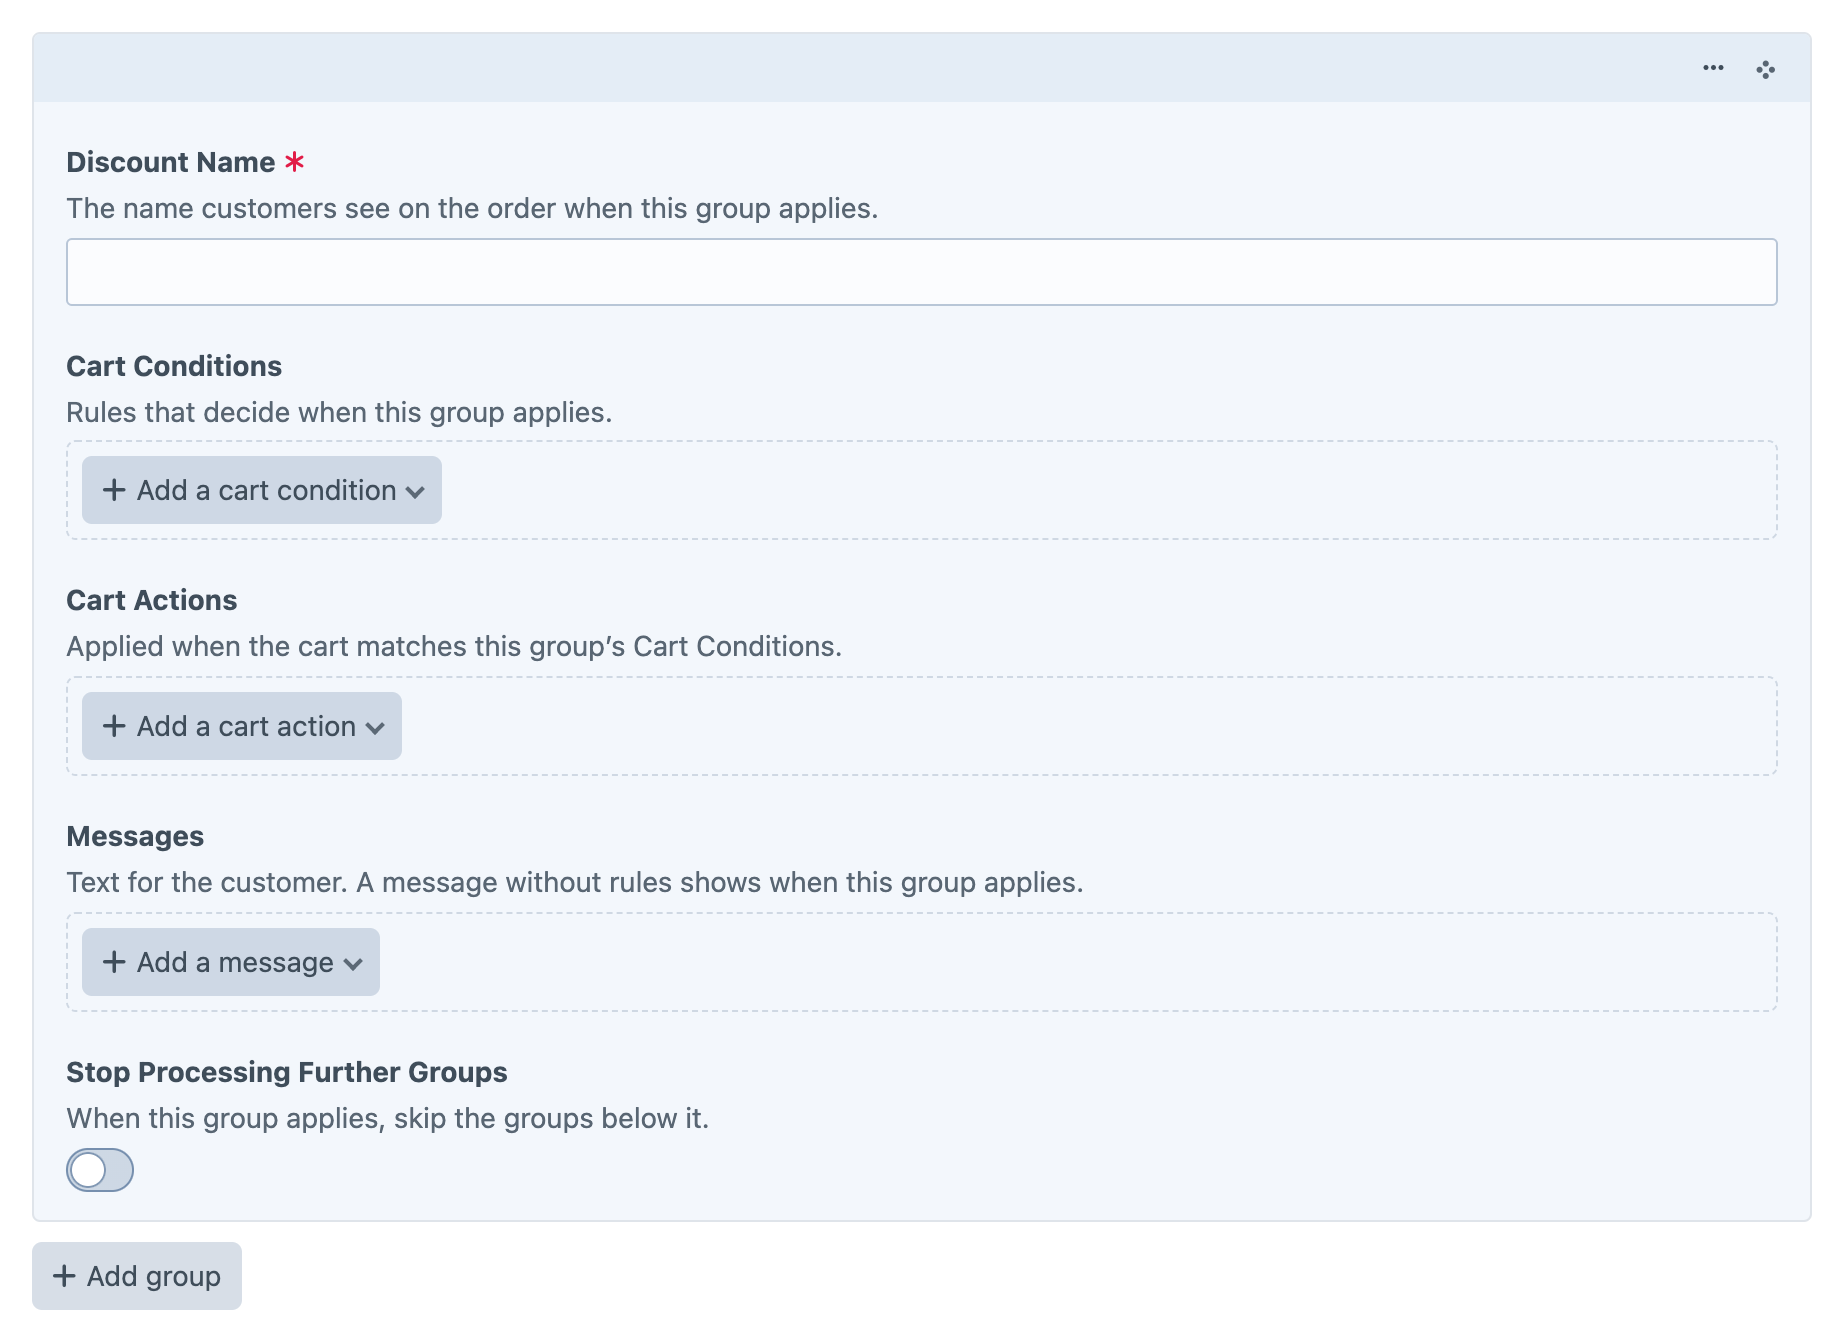 Discount Name *
The name customers see on the order when this group applies.
Cart Conditions
Rules that decide when this group applies.
+ Add a cart condition
Cart Actions
Applied when the cart matches this group’s Cart Conditions.
+ Add a cart action
Messages
Text for the customer. A message without rules shows when this group applies.
+ Add a message
Stop Processing Further Groups
When this group applies, skip the groups below it.
+ Add group